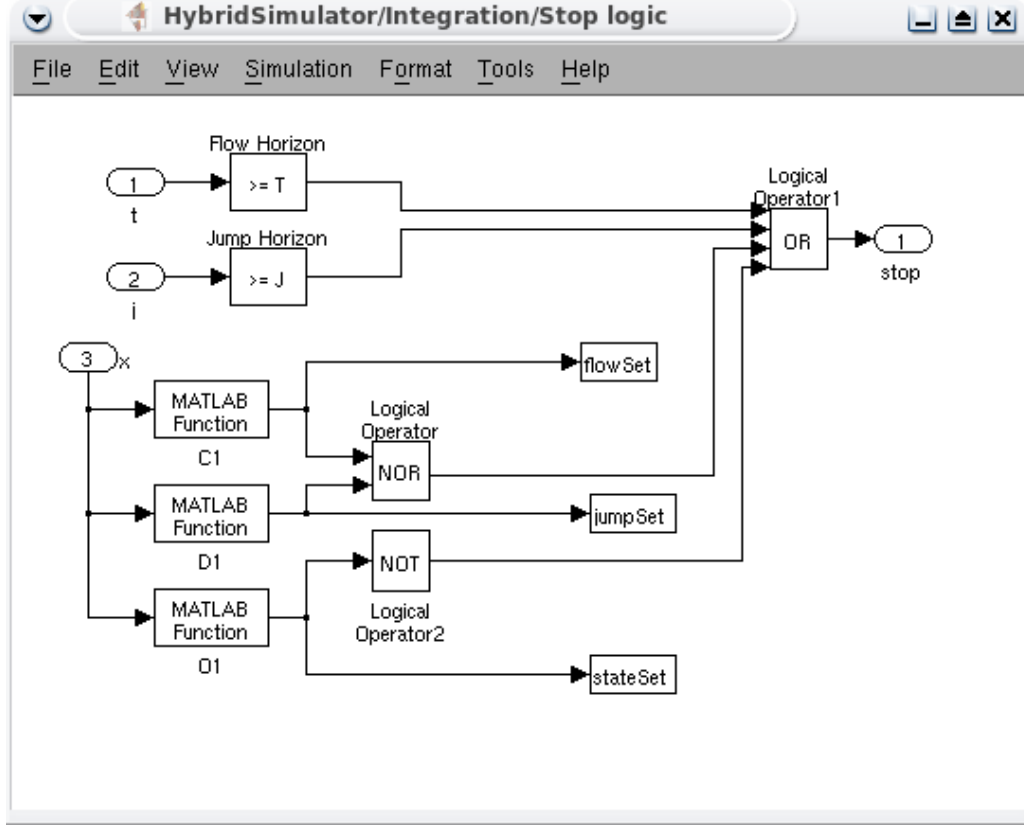 HybridSimulator/Integration/Stop logic
File Edit View Simulation Format Tools Help
Flow Horizon
1
>= T
t
Jump Horizon
2
>= J
i
Logical
Operator1
OR
1
stop
3
x
flowSet
MATLAB
Function
C1
Logical
Operator
NOR
MATLAB
Function
D1
jumpSet
NOT
Logical
Operator2
MATLAB
Function
O1
stateSet